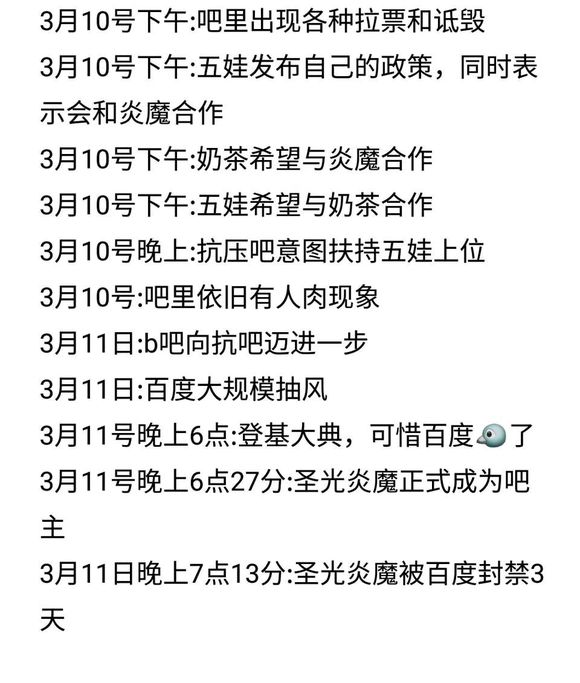 3月10号下午:吧里出现各种拉票和诋毁
3月10号下午:五娃发布自己的政策，同时表
示会和炎魔合作
3月10号下午:奶茶希望与炎魔合作
3月10号下午:五娃希望与奶茶合作
3月10号晚上:抗压吧意图扶持五娃上位
3月10号:吧里依旧有人肉现象
3月11日:b吧向抗吧迈进一步
3月11日:百度大规模抽风
3月11号晚上6点:登基大典，可惜百度🐦了
3月11号晚上6点27分:圣光炎魔正式成为吧
主
3月11日晚上7点13分:圣光炎魔被百度封禁3
天